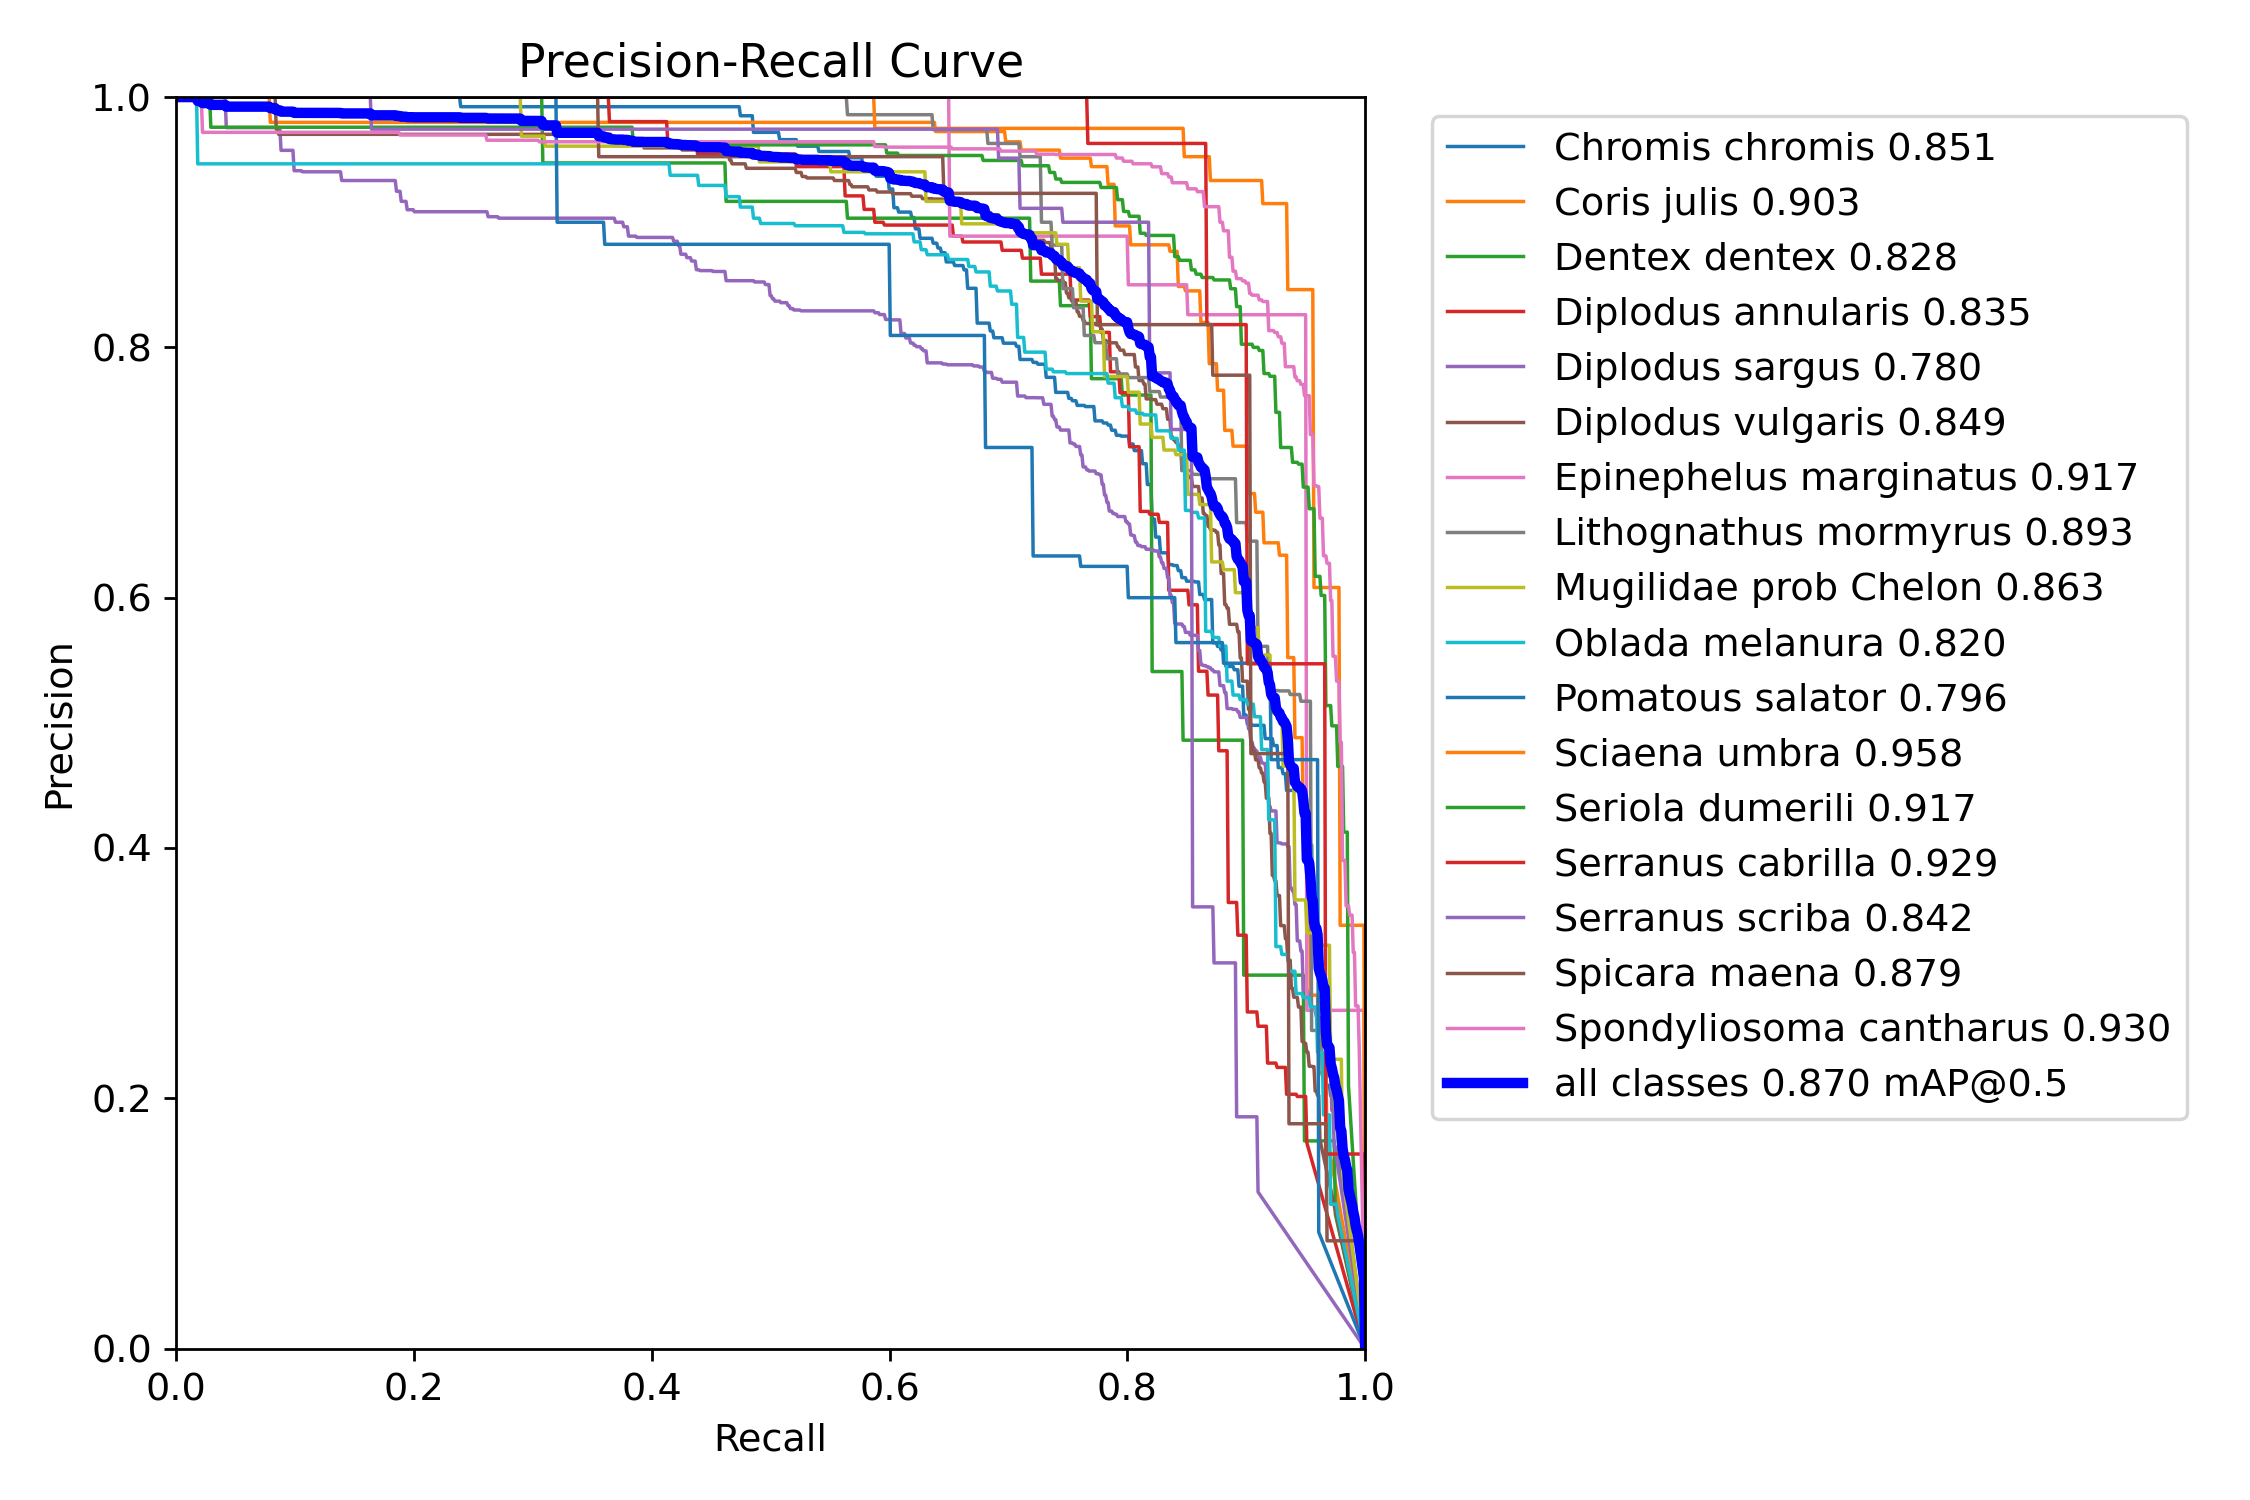 Precision-Recall Curve
1.0
0.8
0.6
0.4
0.2
0.0
Precision
0.0 0.2 0.4 0.6 0.8 1.0
Recall
Chromis chromis 0.851
Coris julis 0.903
Dentex dentex 0.828
Diplodus annularis 0.835
Diplodus sargus 0.780
Diplodus vulgaris 0.849
Epinephelus marginatus 0.917
Lithognathus mormyrus 0.893
Mugilidae prob Chelon 0.863
Oblada melanura 0.820
Pomatous salator 0.796
Sciaena umbra 0.958
Seriola dumerili 0.917
Serranus cabrilla 0.929
Serranus scriba 0.842
Spicara maena 0.879
Spondyliosoma cantharus 0.930
all classes 0.870 mAP@0.5